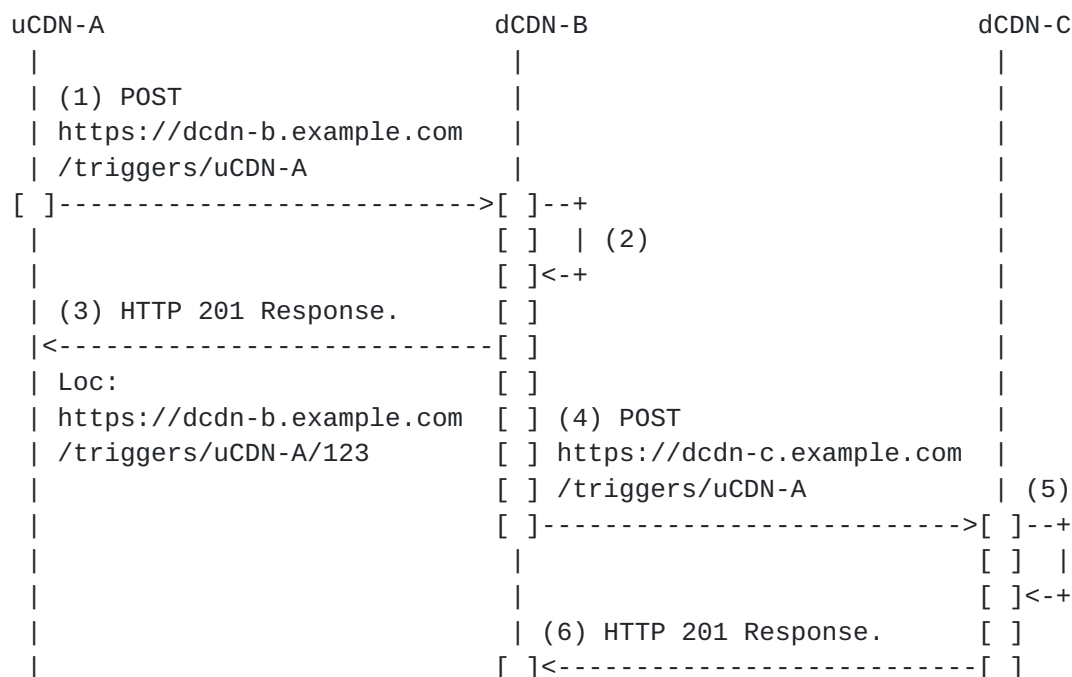 uCDN-A dCDN-B dCDN-C
(1) POST
https://dcdn-b.example.com
/triggers/uCDN-A
[ ]--------------------------->[ ]--+
[ ] | (2)
[ ]<-+
(3) HTTP 201 Response. [ ]
|<----------------------------[ ]
Loc: [ ]
https://dcdn-b.example.com [ ] (4) POST
/triggers/uCDN-A/123 [ ] https://dcdn-c.example.com
[ ] /triggers/uCDN-A | (5)
[ ]--------------------------->[ ]--+
[ ] |
[ ]<-+
(6) HTTP 201 Response. [ ]
[ ]<---------------------------[ ]